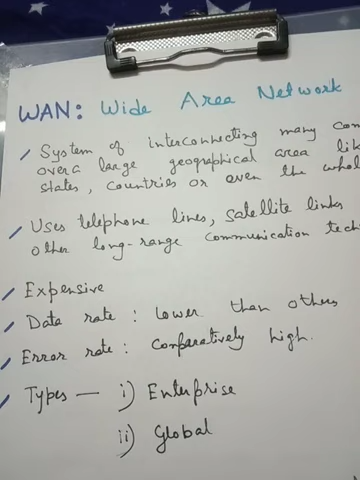 WAN: Wide Area Network
System of interconnecting many
over a large geographical area
states, countries or even the
Uses telephone lines, satellite links
other long-range communication
Expensive
Data rate: lower than others
Error rate: comparatively high.
Types — i) Enterprise
ii) Global